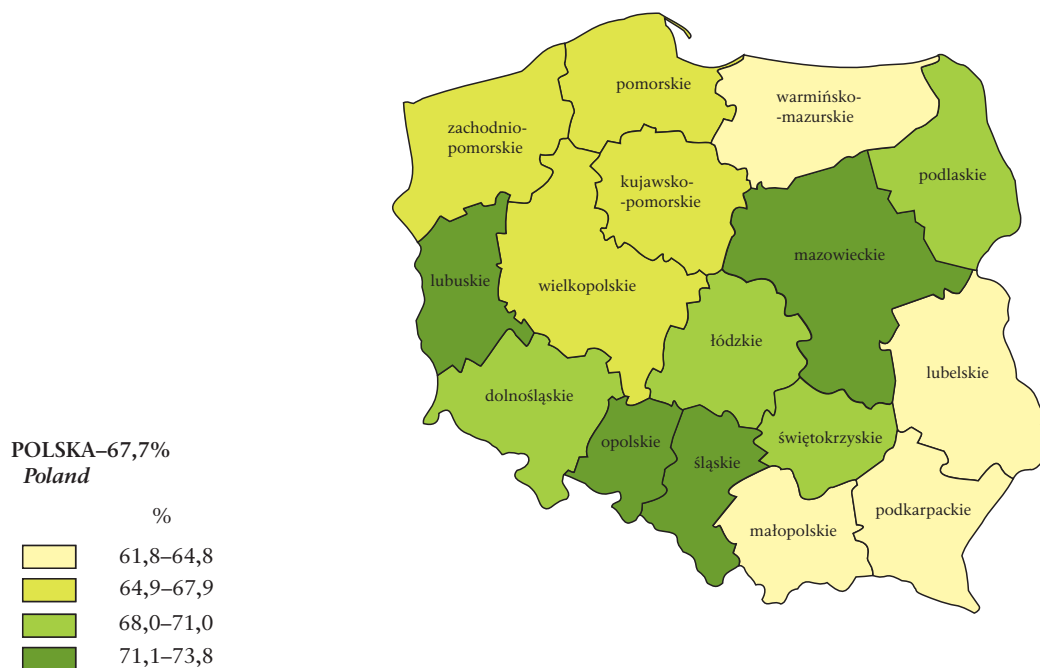 pomorskie
warmińsko-
-mazurskie
zachodnio-
pomorskie
podlaskie
kujawsko-
-pomorskie
mazowieckie
lubuskie
wielkopolskie
łódzkie
lubelskie
dolnośląskie
świętokrzyskie
opolskie
śląskie
podkarpackie
małopolskie
POLSKA–67,7%
Poland
%
61,8–64,8
64,9–67,9
68,0–71,0
71,1–73,8